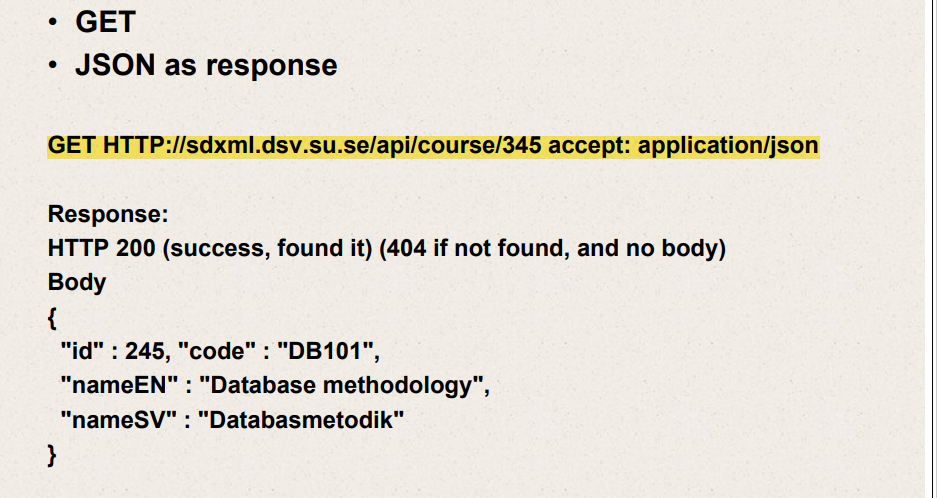 • GET
• JSON as response
GET HTTP://sdxml.dsv.su.se/api/course/345 accept: application/json
Response:
HTTP 200 (success, found it) (404 if not found, and no body)
Body
{
"id" : 245, "code" : "DB101",
"nameEN" : "Database methodology",
"nameSV" : "Databasmetodik"
}